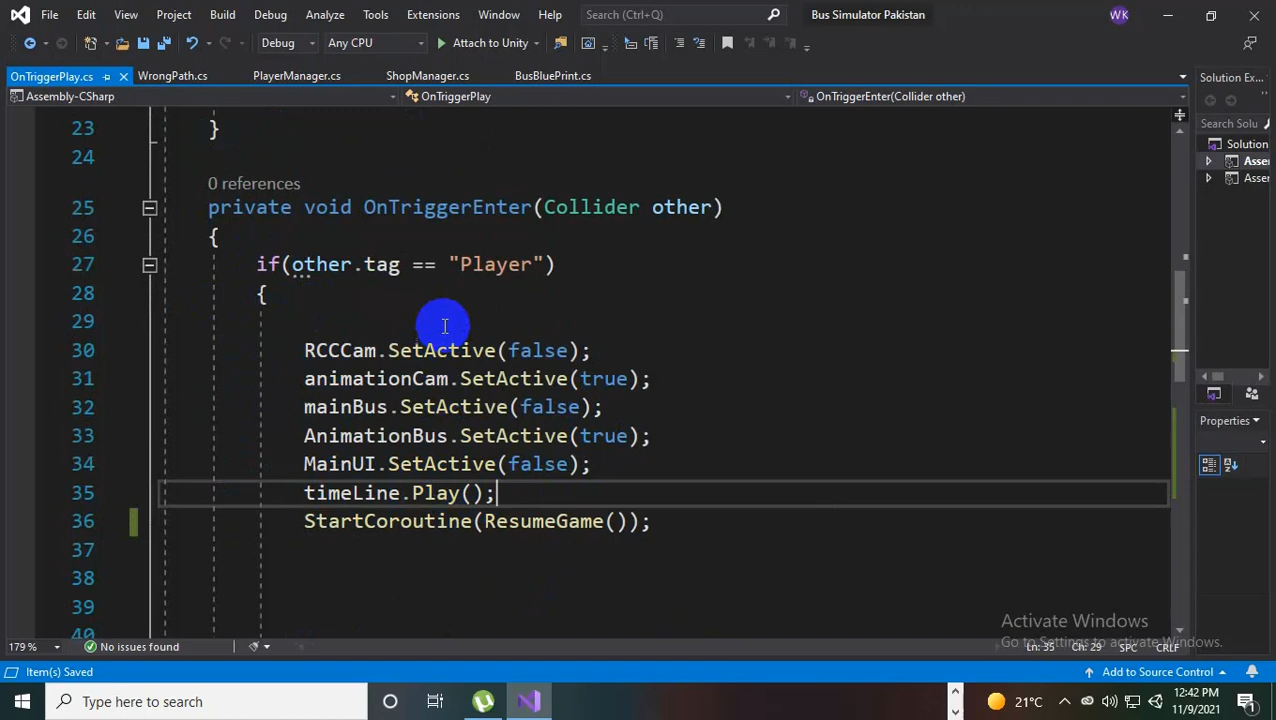 File Edit View Project Build Debug Analyze Tools Extensions Window Help Search (Ctrl+Q) Bus Simulator Pakistan WK
Debug Any CPU Attach to Unity
OnTriggerPlay.cs WrongPath.cs PlayerManager.cs ShopManager.cs BusBluePrint.cs Solution Ex...
Assembly-CSharp OnTriggerPlay OnTriggerEnter(Collider other)
Search Solu
Solution
Asse
Asse
23 }
24
0 references
25 private void OnTriggerEnter(Collider other)
26 {
27 if(other.tag == "Player")
28 {
29
30 RCCCam.SetActive(false);
31 animationCam.SetActive(true);
32 mainBus.SetActive(false);
33 AnimationBus.SetActive(true);
34 MainUI.SetActive(false);
35 timeLine.Play();
36 StartCoroutine(ResumeGame());
37
38
39
40
Properties
Activate Windows
Go to Settings to activate Windows.
179 % No issues found Ln: 35 Ch: 29 SPC CRLF
Item(s) Saved Add to Source Control
Type here to search 21°C 12:42 PM
11/9/2021